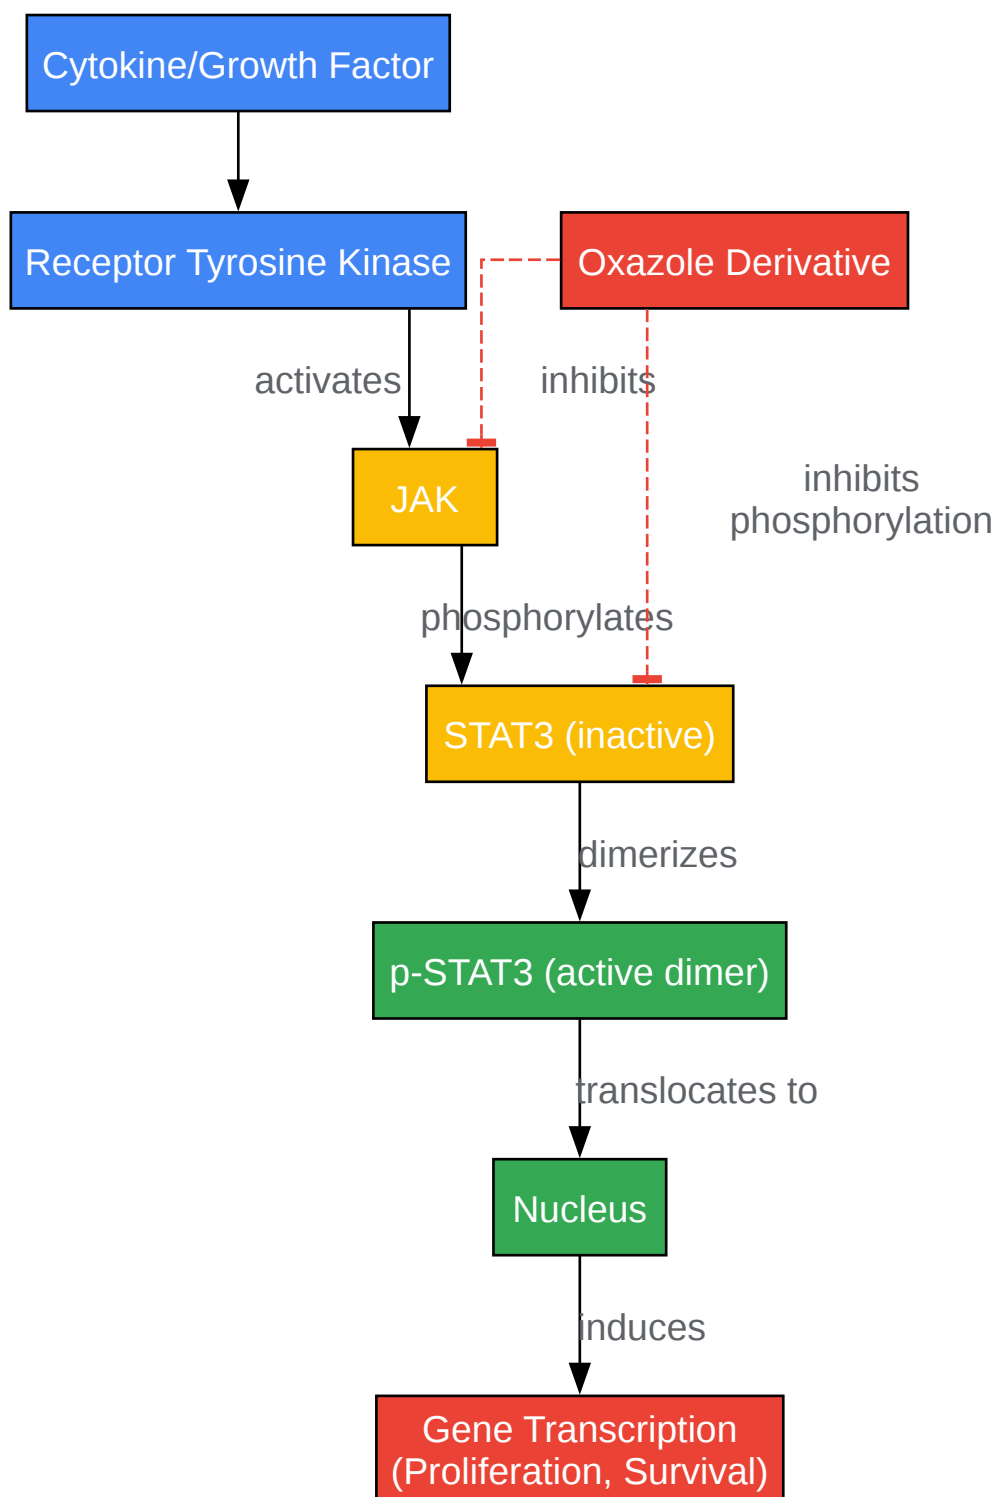 Cytokine/Growth Factor
Receptor Tyrosine Kinase
Oxazole Derivative
activates
inhibits
inhibits
phosphorylation
JAK
phosphorylates
STAT3 (inactive)
dimerizes
p-STAT3 (active dimer)
translocates to
Nucleus
induces
Gene Transcription
(Proliferation, Survival)